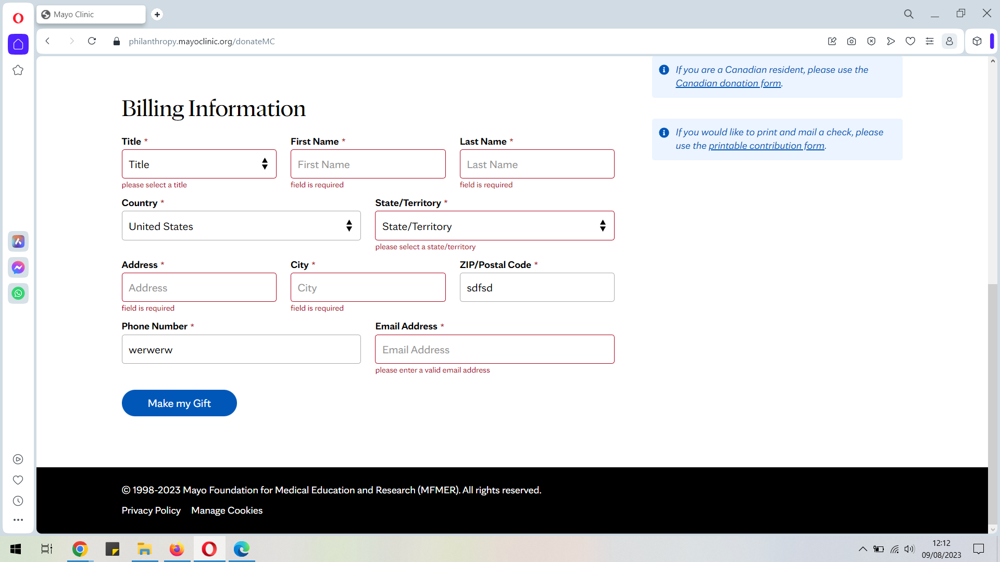 Mayo Clinic
philanthropy.mayoclinic.org/donateMC
If you are a Canadian resident, please use the
Canadian donation form.
If you would like to print and mail a check, please
use the printable contribution form.
Billing Information
Title * First Name * Last Name *
Title First Name Last Name
please select a title field is required field is required
Country * State/Territory *
United States State/Territory
please select a state/territory
Address * City * ZIP/Postal Code *
Address City sdfsd
field is required field is required
Phone Number * Email Address *
werwerw Email Address
please enter a valid email address
Make my Gift
© 1998-2023 Mayo Foundation for Medical Education and Research (MFMER). All rights reserved.
Privacy Policy Manage Cookies
12:12
09/08/2023